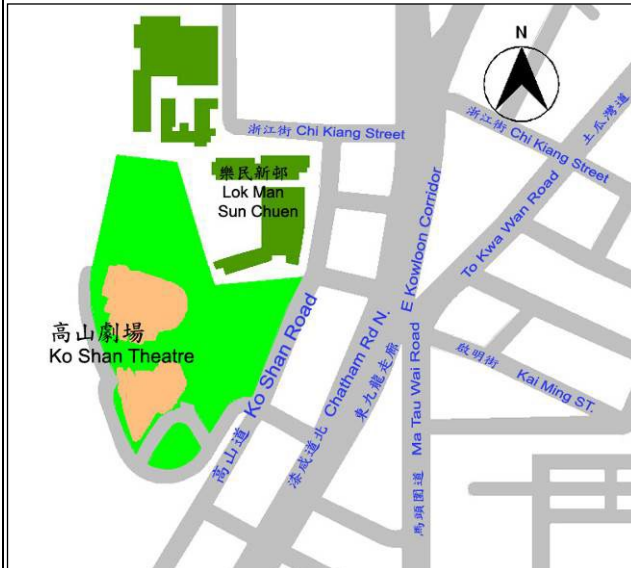 N
浙江街 Chi Kiang Street
浙江街 Chi Kiang Street
土瓜灣道
To Kwa Wan Road
樂民新邨
Lok Man
Sun Chuen
E Kowloon Corridor
東九龍走廊
高山劇場
Ko Shan Theatre
高山道 Ko Shan Road
漆咸道北 Chatham Rd N.
馬頭圍道 Ma Tau Wai Road
啟明街 Kai Ming ST.